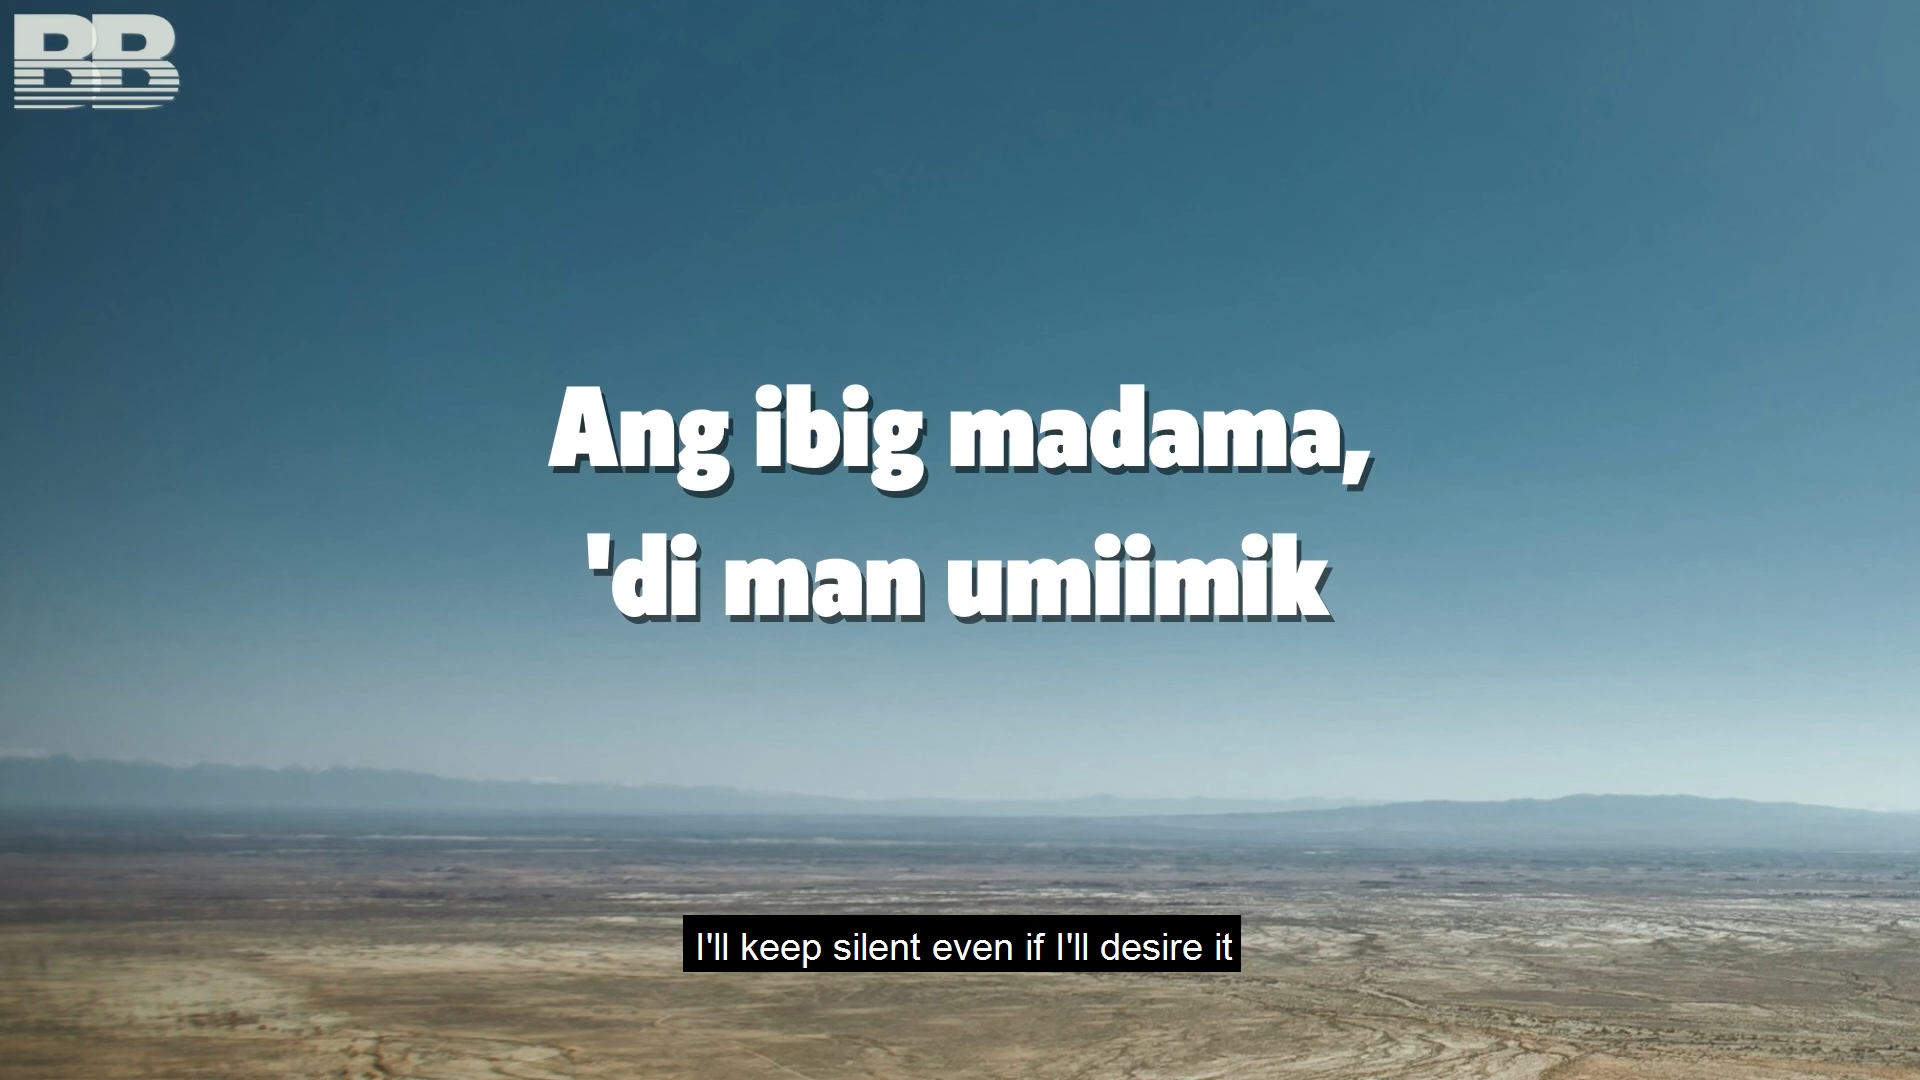 BB
Ang ibig madama,
'di man umiimik
I'll keep silent even if I'll desire it